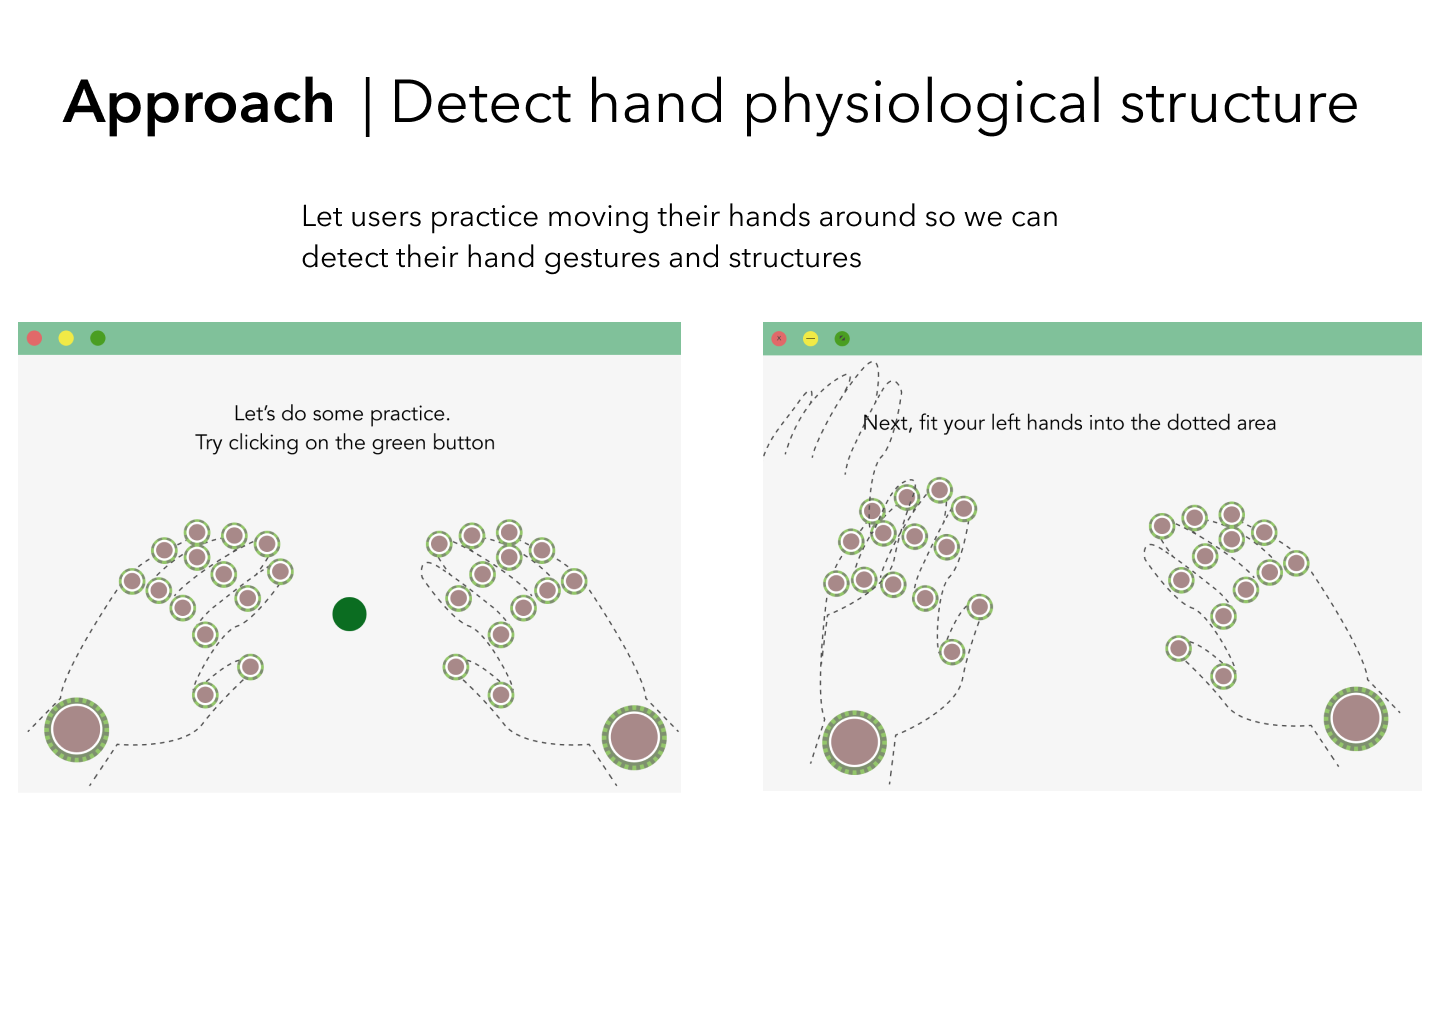 Approach | Detect hand physiological structure
Let users practice moving their hands around so we can
detect their hand gestures and structures
Let’s do some practice.
Try clicking on the green button
Next, fit your left hands into the dotted area